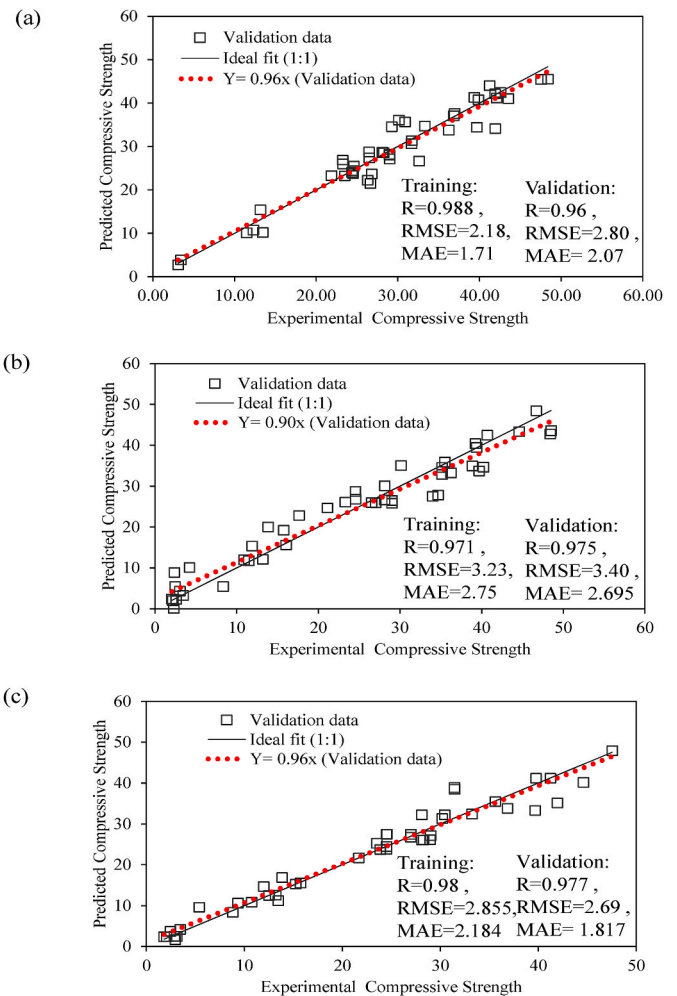 (a)
60
50
40
30
20
10
0
Predicted Compressive Strength
Validation data
Ideal fit (1:1)
Y= 0.96x (Validation data)
Training: Validation:
R=0.988 , R=0.96 ,
RMSE=2.18, RMSE=2.80 ,
MAE=1.71 MAE= 2.07
0.00 10.00 20.00 30.00 40.00 50.00 60.00
Experimental Compressive Strength
(b)
60
50
40
30
20
10
0
Predicted Compressive Strength
Validation data
Ideal fit (1:1)
Y= 0.90x (Validation data)
Training: Validation:
R=0.971 , R=0.975 ,
RMSE=3.23, RMSE=3.40 ,
MAE=2.75 MAE= 2.695
0 10 20 30 40 50 60
Experimental Compressive Strength
(c)
60
50
40
30
20
10
0
Predicted Compressive Strength
Validation data
Ideal fit (1:1)
Y= 0.96x (Validation data)
Training: Validation:
R=0.98 , R=0.977 ,
RMSE=2.855, RMSE=2.69 ,
MAE=2.184 MAE= 1.817
0 10 20 30 40 50
Experimental Compressive Strength